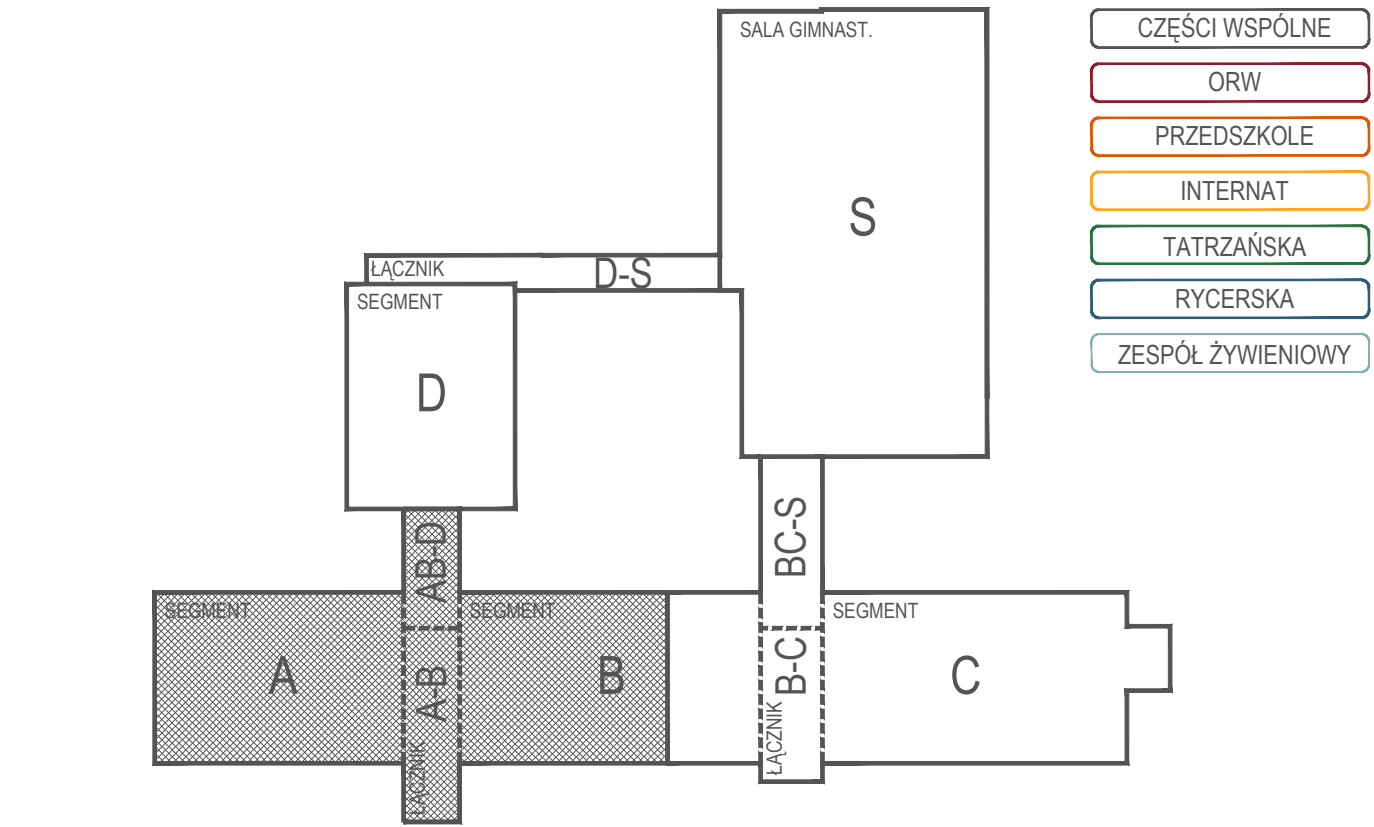 SALA GIMNAST.
S
CZĘŚCI WSPÓLNE
ORW
PRZEDSZKOLE
INTERNAT
TATRZAŃSKA
RYCERSKA
ZESPÓŁ ŻYWIENIOWY
ŁĄCZNIK
D-S
SEGMENT
D
AB-D
BC-S
SEGMENT
A
A-B
ŁĄCZNIK
SEGMENT
B
B-C
ŁĄCZNIK
SEGMENT
C